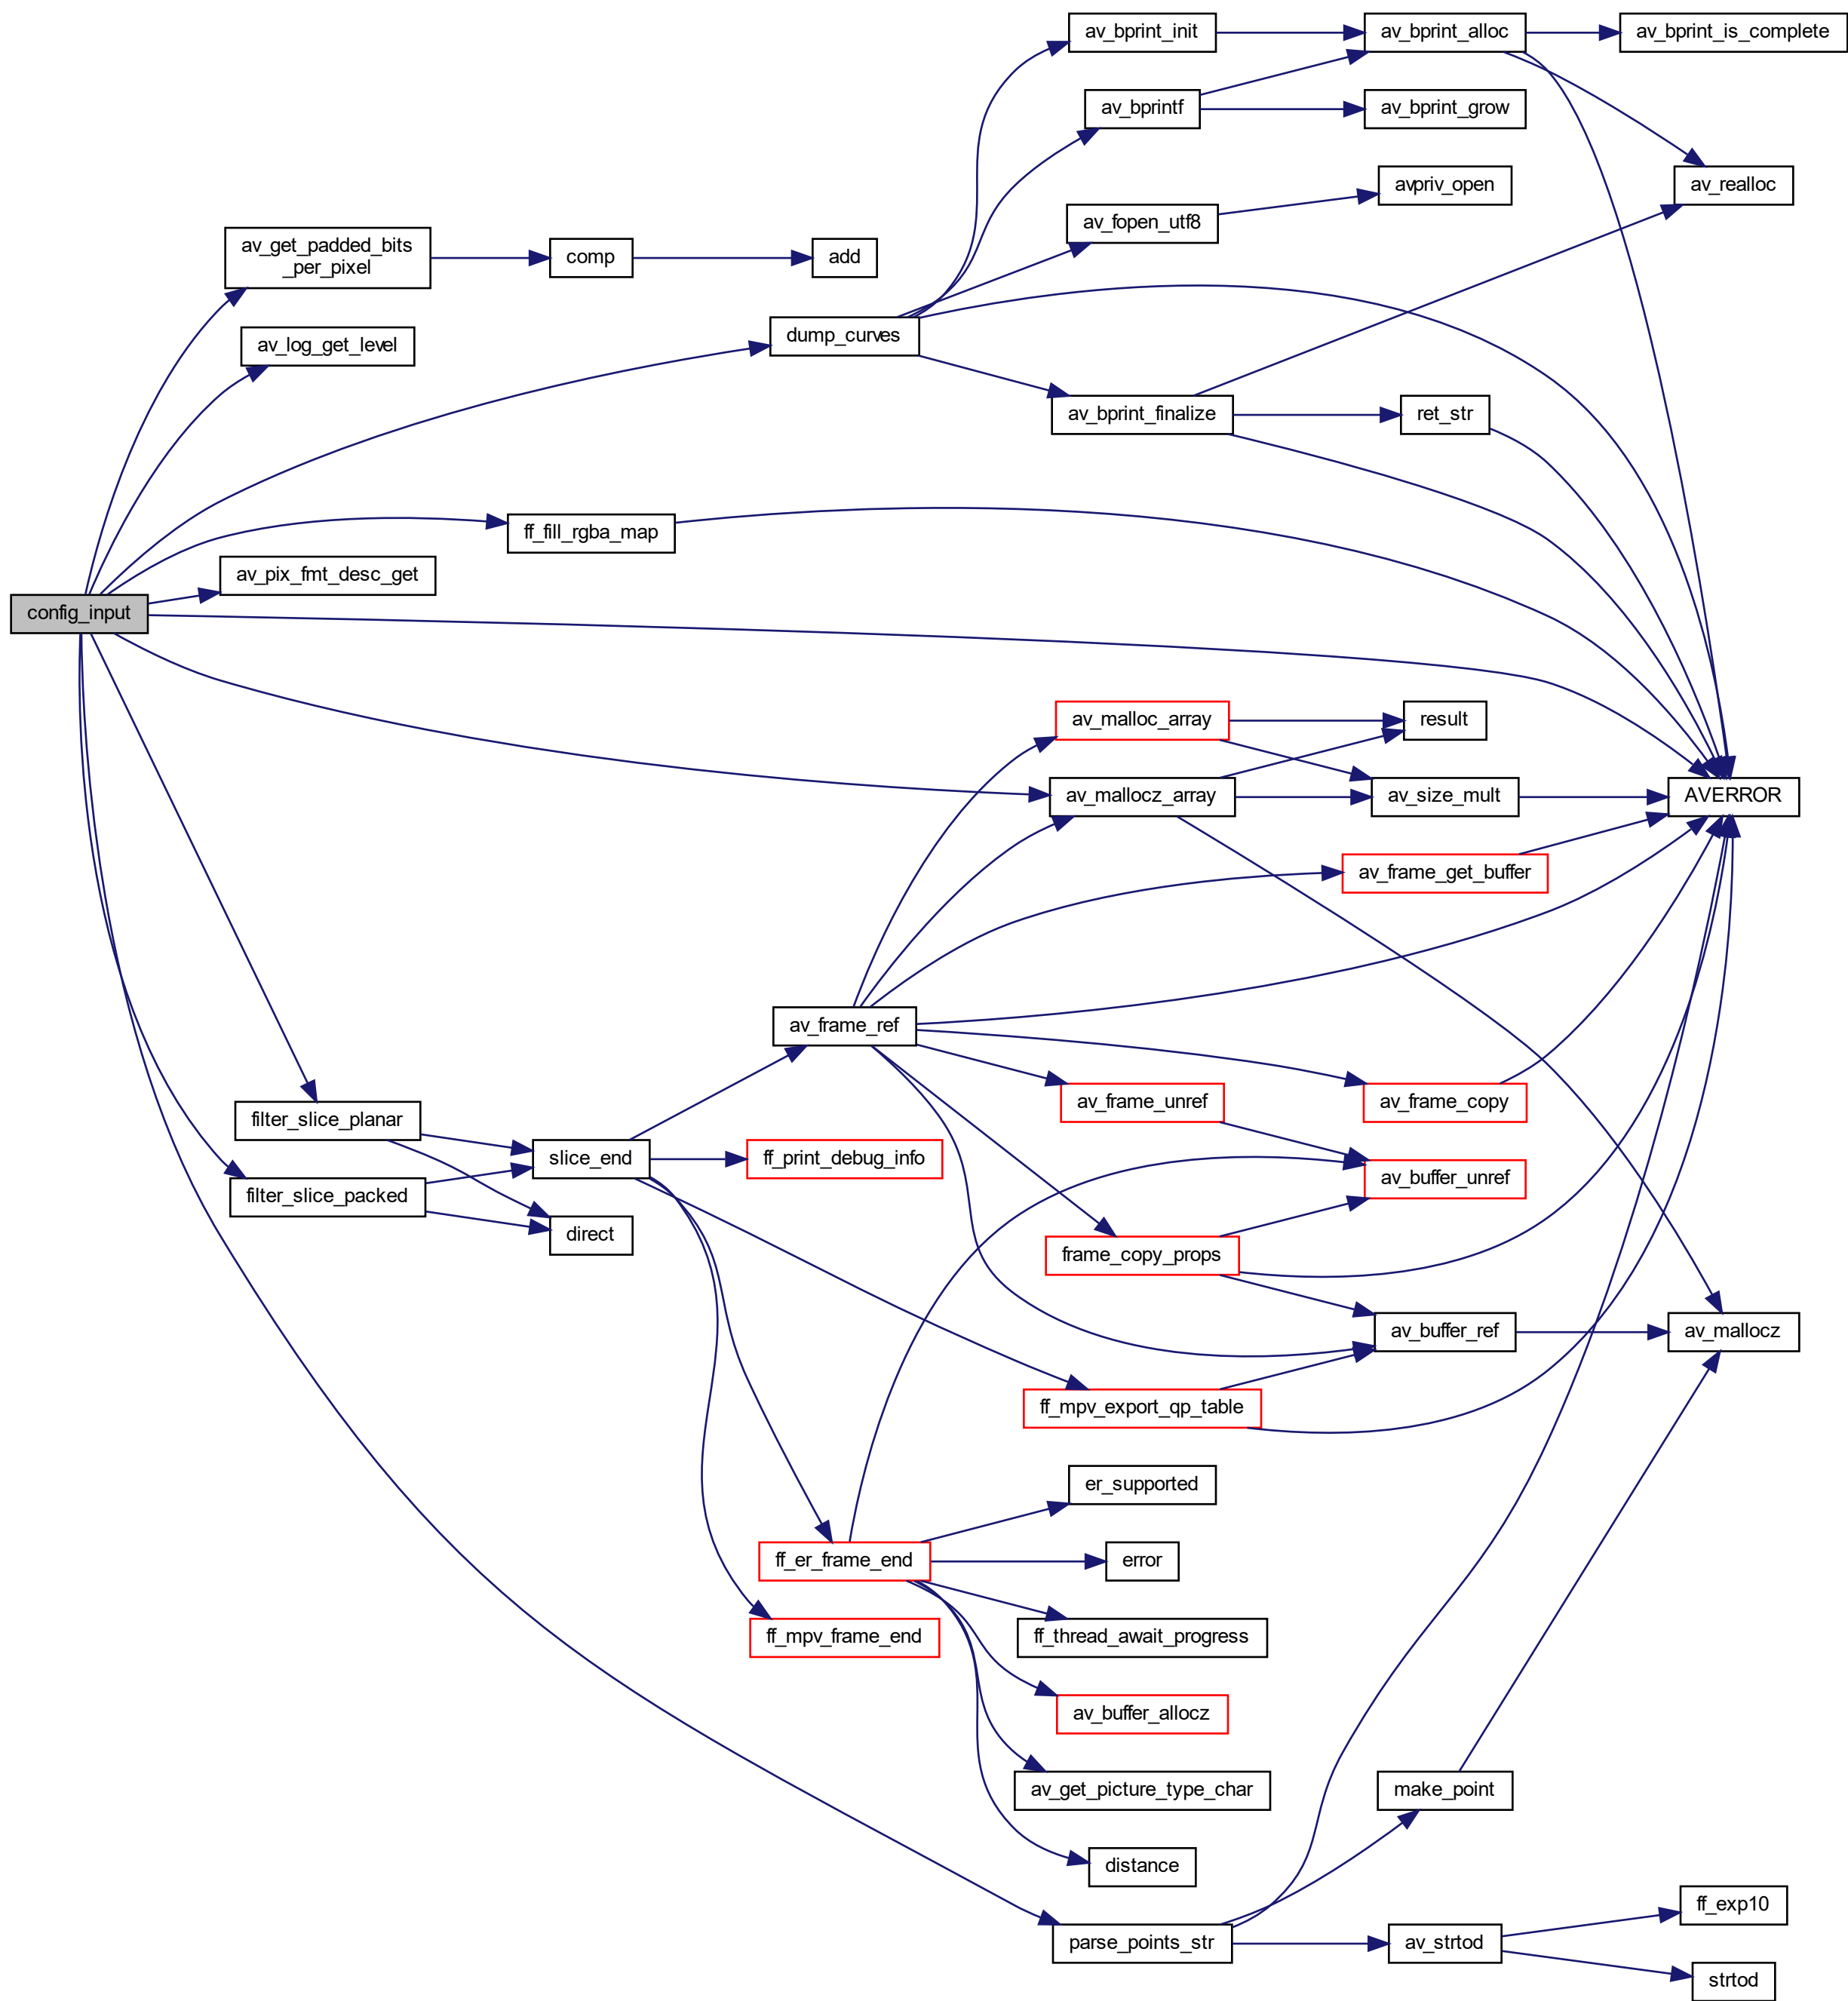 av_bprint_init
av_bprint_alloc
av_bprint_is_complete
av_bprintf
av_bprint_grow
avpriv_open
av_realloc
av_fopen_utf8
av_get_padded_bits
_per_pixel
comp
add
dump_curves
av_log_get_level
av_bprint_finalize
ret_str
ff_fill_rgba_map
av_pix_fmt_desc_get
config_input
av_malloc_array
result
av_mallocz_array
av_size_mult
AVERROR
av_frame_get_buffer
av_frame_ref
av_frame_unref
av_frame_copy
filter_slice_planar
slice_end
ff_print_debug_info
av_buffer_unref
filter_slice_packed
direct
frame_copy_props
av_buffer_ref
av_mallocz
ff_mpv_export_qp_table
er_supported
ff_er_frame_end
error
ff_mpv_frame_end
ff_thread_await_progress
av_buffer_allocz
av_get_picture_type_char
make_point
distance
ff_exp10
parse_points_str
av_strtod
strtod